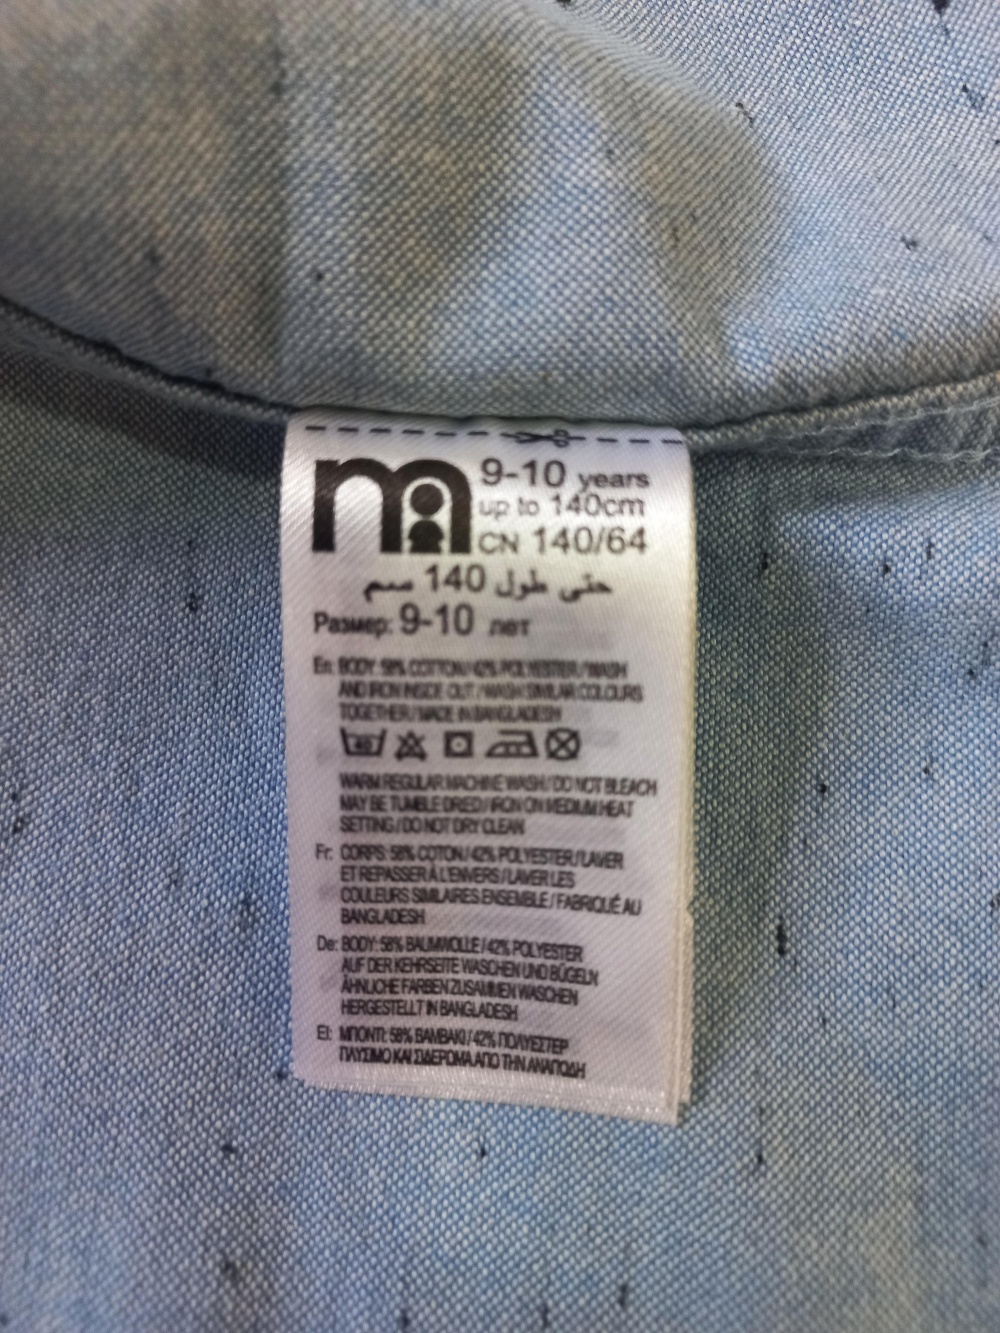 9-10 years
up to 140cm
CN 140/64
حتى طول 140 سم
Размер: 9-10 лет
En: BODY: 58% COTTON / 42% POLYESTER / WASH
AND IRON INSIDE OUT / WASH SIMILAR COLOURS
TOGETHER / MADE IN BANGLADESH
40
WARM REGULAR MACHINE WASH / DO NOT BLEACH
MAY BE TUMBLE DRIED / IRON ON MEDIUM HEAT
SETTING / DO NOT DRY CLEAN
Fr: CORPS: 58% COTON / 42% POLYESTER / LAVER
ET REPASSER À L'ENVERS / LAVER LES
COULEURS SIMILAIRES ENSEMBLE / FABRIQUÉ AU
BANGLADESH
De: BODY: 58% BAUMWOLLE / 42% POLYESTER
AUF DER KEHRSEITE WASCHEN UND BÜGELN
ÄHNLICHE FARBEN ZUSAMMEN WASCHEN
HERGESTELLT IN BANGLADESH
El: ΜΠΟΝΤΙ: 58% ΒΑΜΒΑΚΙ / 42% ΠΟΛΥΕΣΤΕΡ
ΠΛΥΣΙΜΟ ΚΑΙ ΣΙΔΕΡΩΜΑ ΑΠΟ ΤΗΝ ΑΝΑΠΟΔΗ